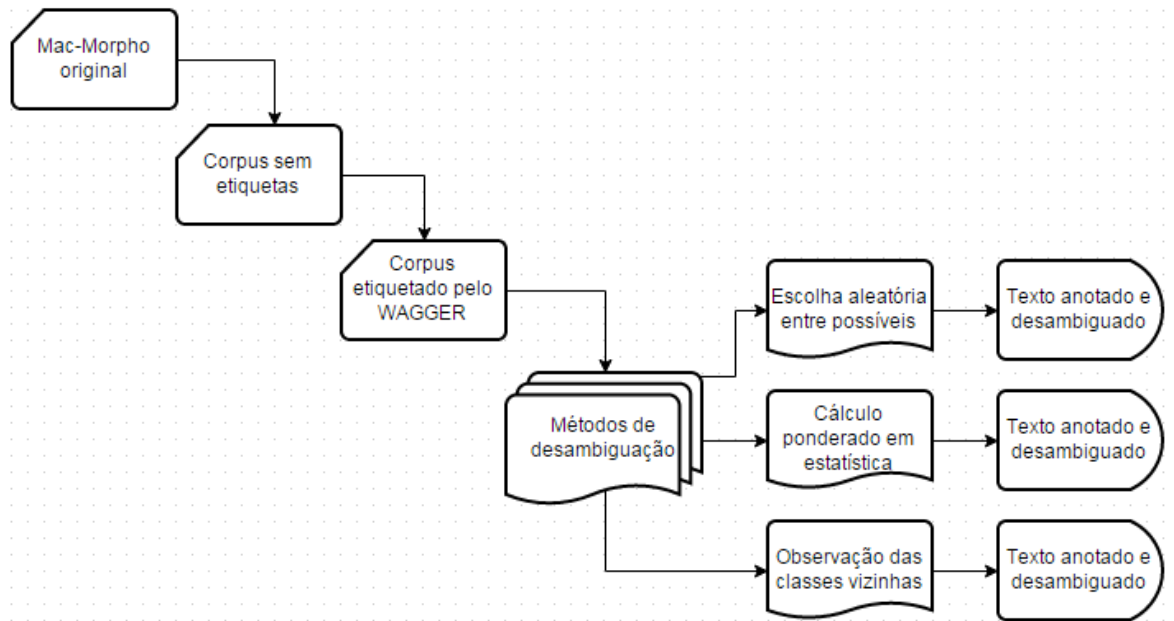 Mac-Morpho
original
Corpus sem
etiquetas
Corpus
etiquetado pelo
WAGGER
Métodos de
desambiguação
Escolha aleatória
entre possíveis
Texto anotado e
desambiguado
Cálculo
ponderado em
estatística
Texto anotado e
desambiguado
Observação das
classes vizinhas
Texto anotado e
desambiguado